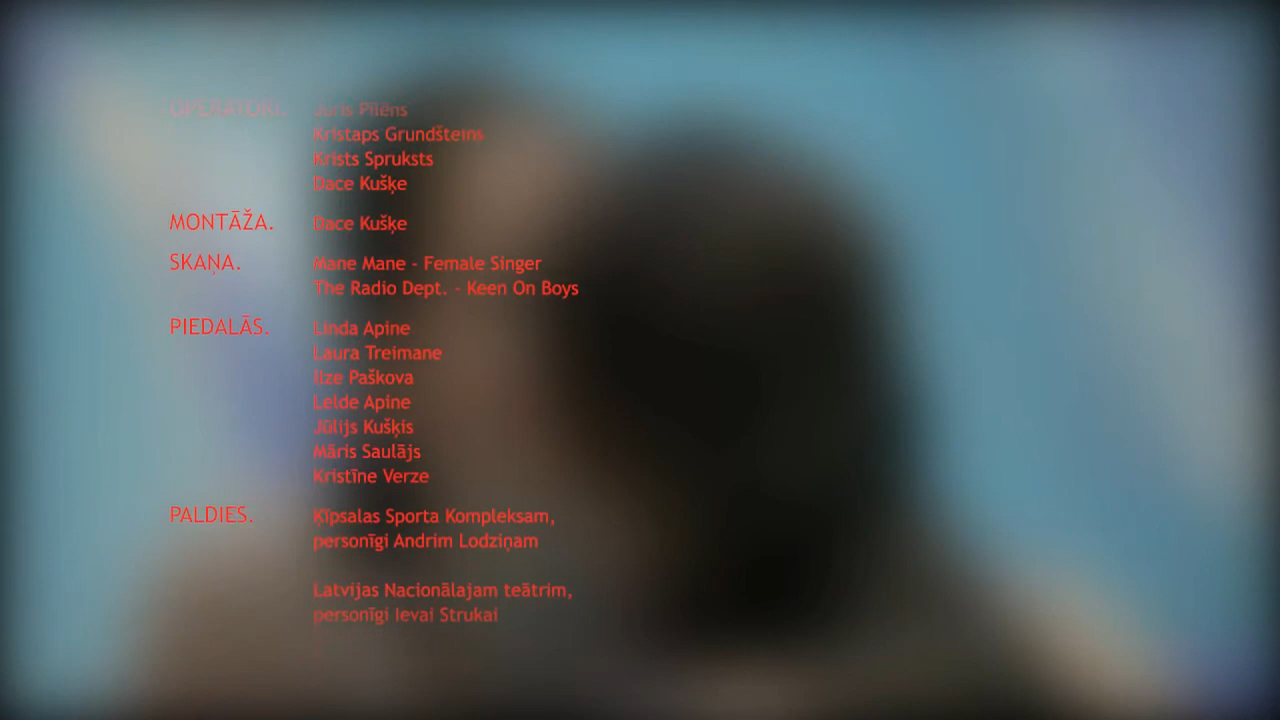 OPERATORI. Juris Pīlēns
Kristaps Grundšteins
Krists Spruksts
Dace Kušķe
MONTĀŽA. Dace Kušķe
SKAŅA. Mane Mane - Female Singer
The Radio Dept. - Keen On Boys
PIEDALĀS. Linda Apine
Laura Treimane
Ilze Paškova
Lelde Apine
Jūlijs Kušķis
Māris Saulājs
Kristīne Verze
PALDIES. Ķīpsalas Sporta Kompleksam,
personīgi Andrim Lodziņam
Latvijas Nacionālajam teātrim,
personīgi Ievai Strukai